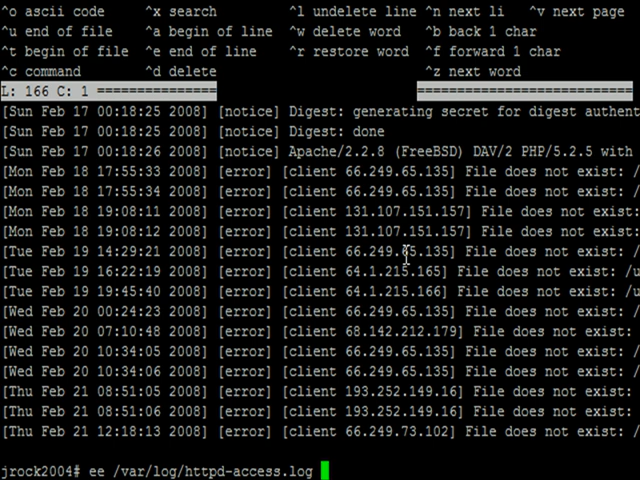 ^o ascii code ^x search ^l undelete line ^n next li ^v next page
^u end of file ^a begin of line ^w delete word ^b back 1 char
^t begin of file ^e end of line ^r restore word ^f forward 1 char
^c command ^d delete ^z next word
L: 166 C: 1 =============== ===========================
[Sun Feb 17 00:18:25 2008] [notice] Digest: generating secret for digest authent
[Sun Feb 17 00:18:25 2008] [notice] Digest: done
[Sun Feb 17 00:18:26 2008] [notice] Apache/2.2.8 (FreeBSD) DAV/2 PHP/5.2.5 with
[Mon Feb 18 17:55:33 2008] [error] [client 66.249.65.135] File does not exist: /
[Mon Feb 18 17:55:34 2008] [error] [client 66.249.65.135] File does not exist: /
[Mon Feb 18 19:08:11 2008] [error] [client 131.107.151.157] File does not exist:
[Mon Feb 18 19:08:11 2008] [error] [client 131.107.151.157] File does not exist:
[Tue Feb 19 14:29:21 2008] [error] [client 66.249.65.135] File does not exist: /
[Tue Feb 19 16:22:19 2008] [error] [client 64.1.215.165] File does not exist: /u
[Tue Feb 19 19:45:40 2008] [error] [client 64.1.215.166] File does not exist: /u
[Wed Feb 20 00:24:23 2008] [error] [client 66.249.65.135] File does not exist: /
[Wed Feb 20 07:10:48 2008] [error] [client 68.142.212.179] File does not exist:
[Wed Feb 20 10:34:05 2008] [error] [client 66.249.65.135] File does not exist: /
[Wed Feb 20 10:34:06 2008] [error] [client 66.249.65.135] File does not exist: /
[Thu Feb 21 08:51:05 2008] [error] [client 193.252.149.16] File does not exist:
[Thu Feb 21 08:51:06 2008] [error] [client 193.252.149.16] File does not exist:
[Thu Feb 21 12:18:13 2008] [error] [client 66.249.73.102] File does not exist: /
jrock2004# ee /var/log/httpd-access.log